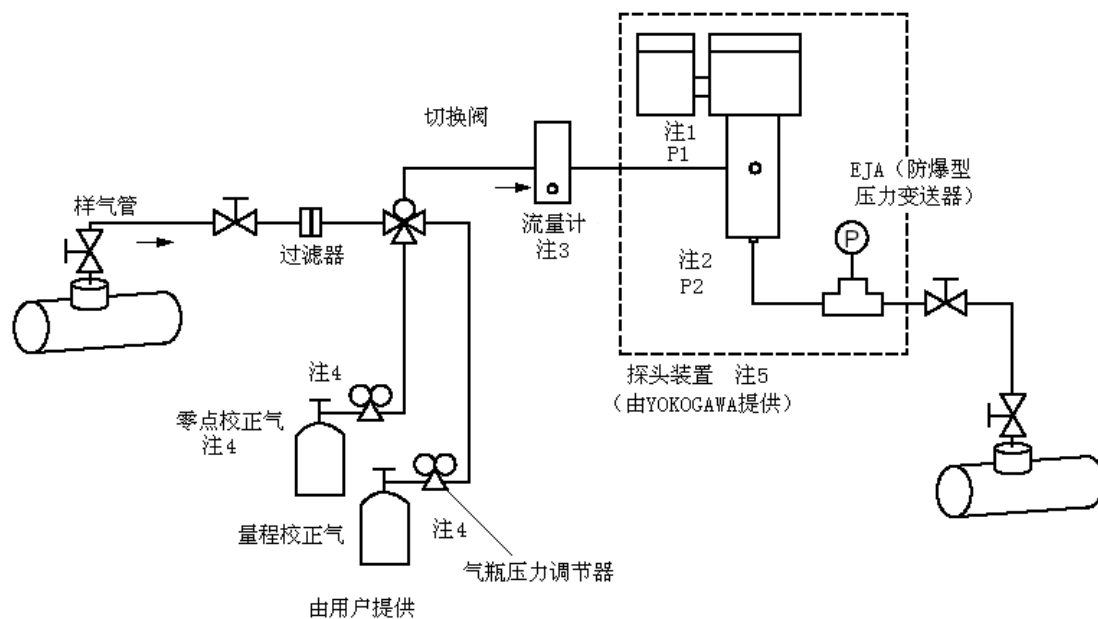 切换阀
注1
P1
EJA（防爆型
压力变送器）
样气管
流量计
注3
过滤器
注2
P2
P
注4
探头装置 注5
（由YOKOGAWA提供）
零点校正气
注4
量程校正气
注4
气瓶压力调节器
由用户提供